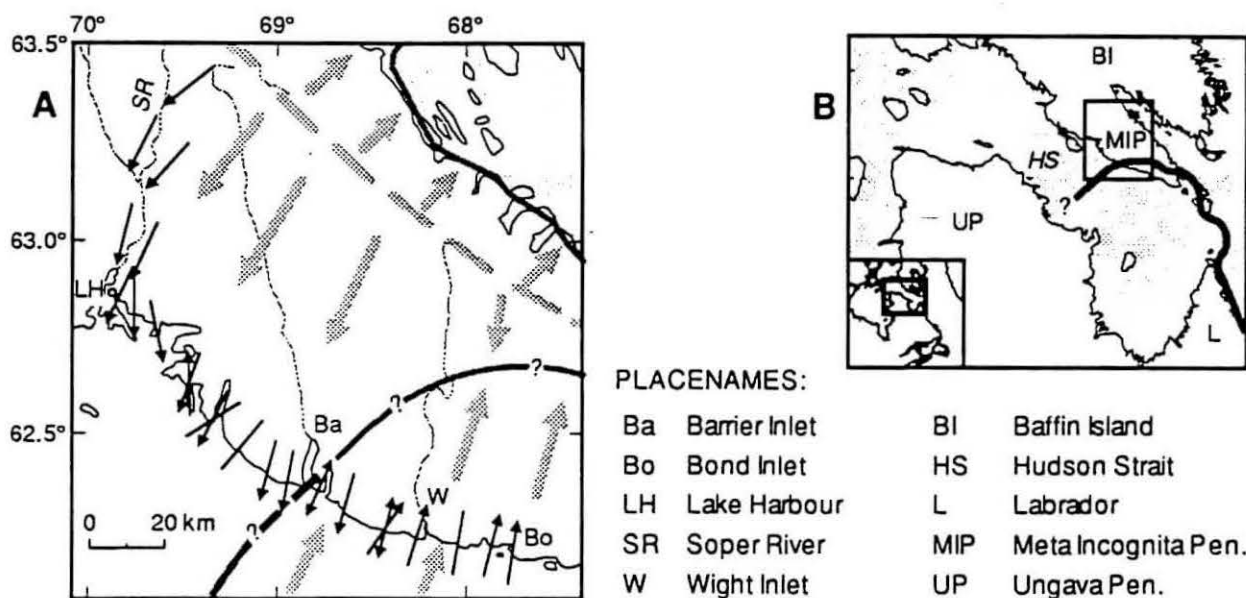 70° 69° 68°
63.5°
A
SR
63.0°
LH
62.5°
Ba
?
?
?
W
Bo
0 20 km
B
BI
MIP
HS
?
UP
L
PLACENAMES:
Ba Barrier Inlet BI Baffin Island
Bo Bond Inlet HS Hudson Strait
LH Lake Harbour L Labrador
SR Soper River MIP Meta Incognita Pen.
W Wight Inlet UP Ungava Pen.